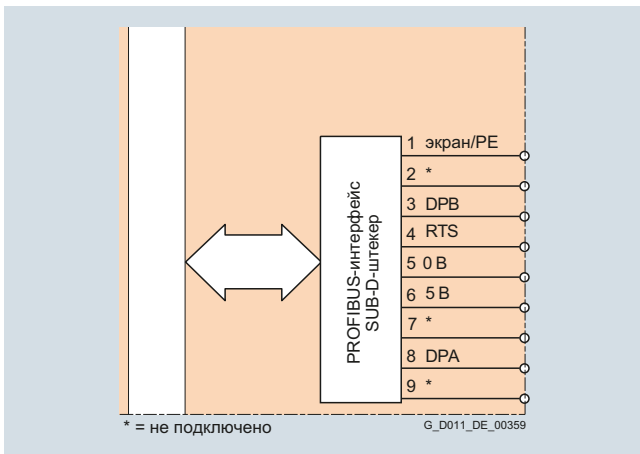 PROFIBUS-интерфейс
SUB-D-штекер
1 экран/PE
2 *
3 DPB
4 RTS
5 0 В
6 5 В
7 *
8 DPA
9 *
* = не подключено
G_D011_DE_00359